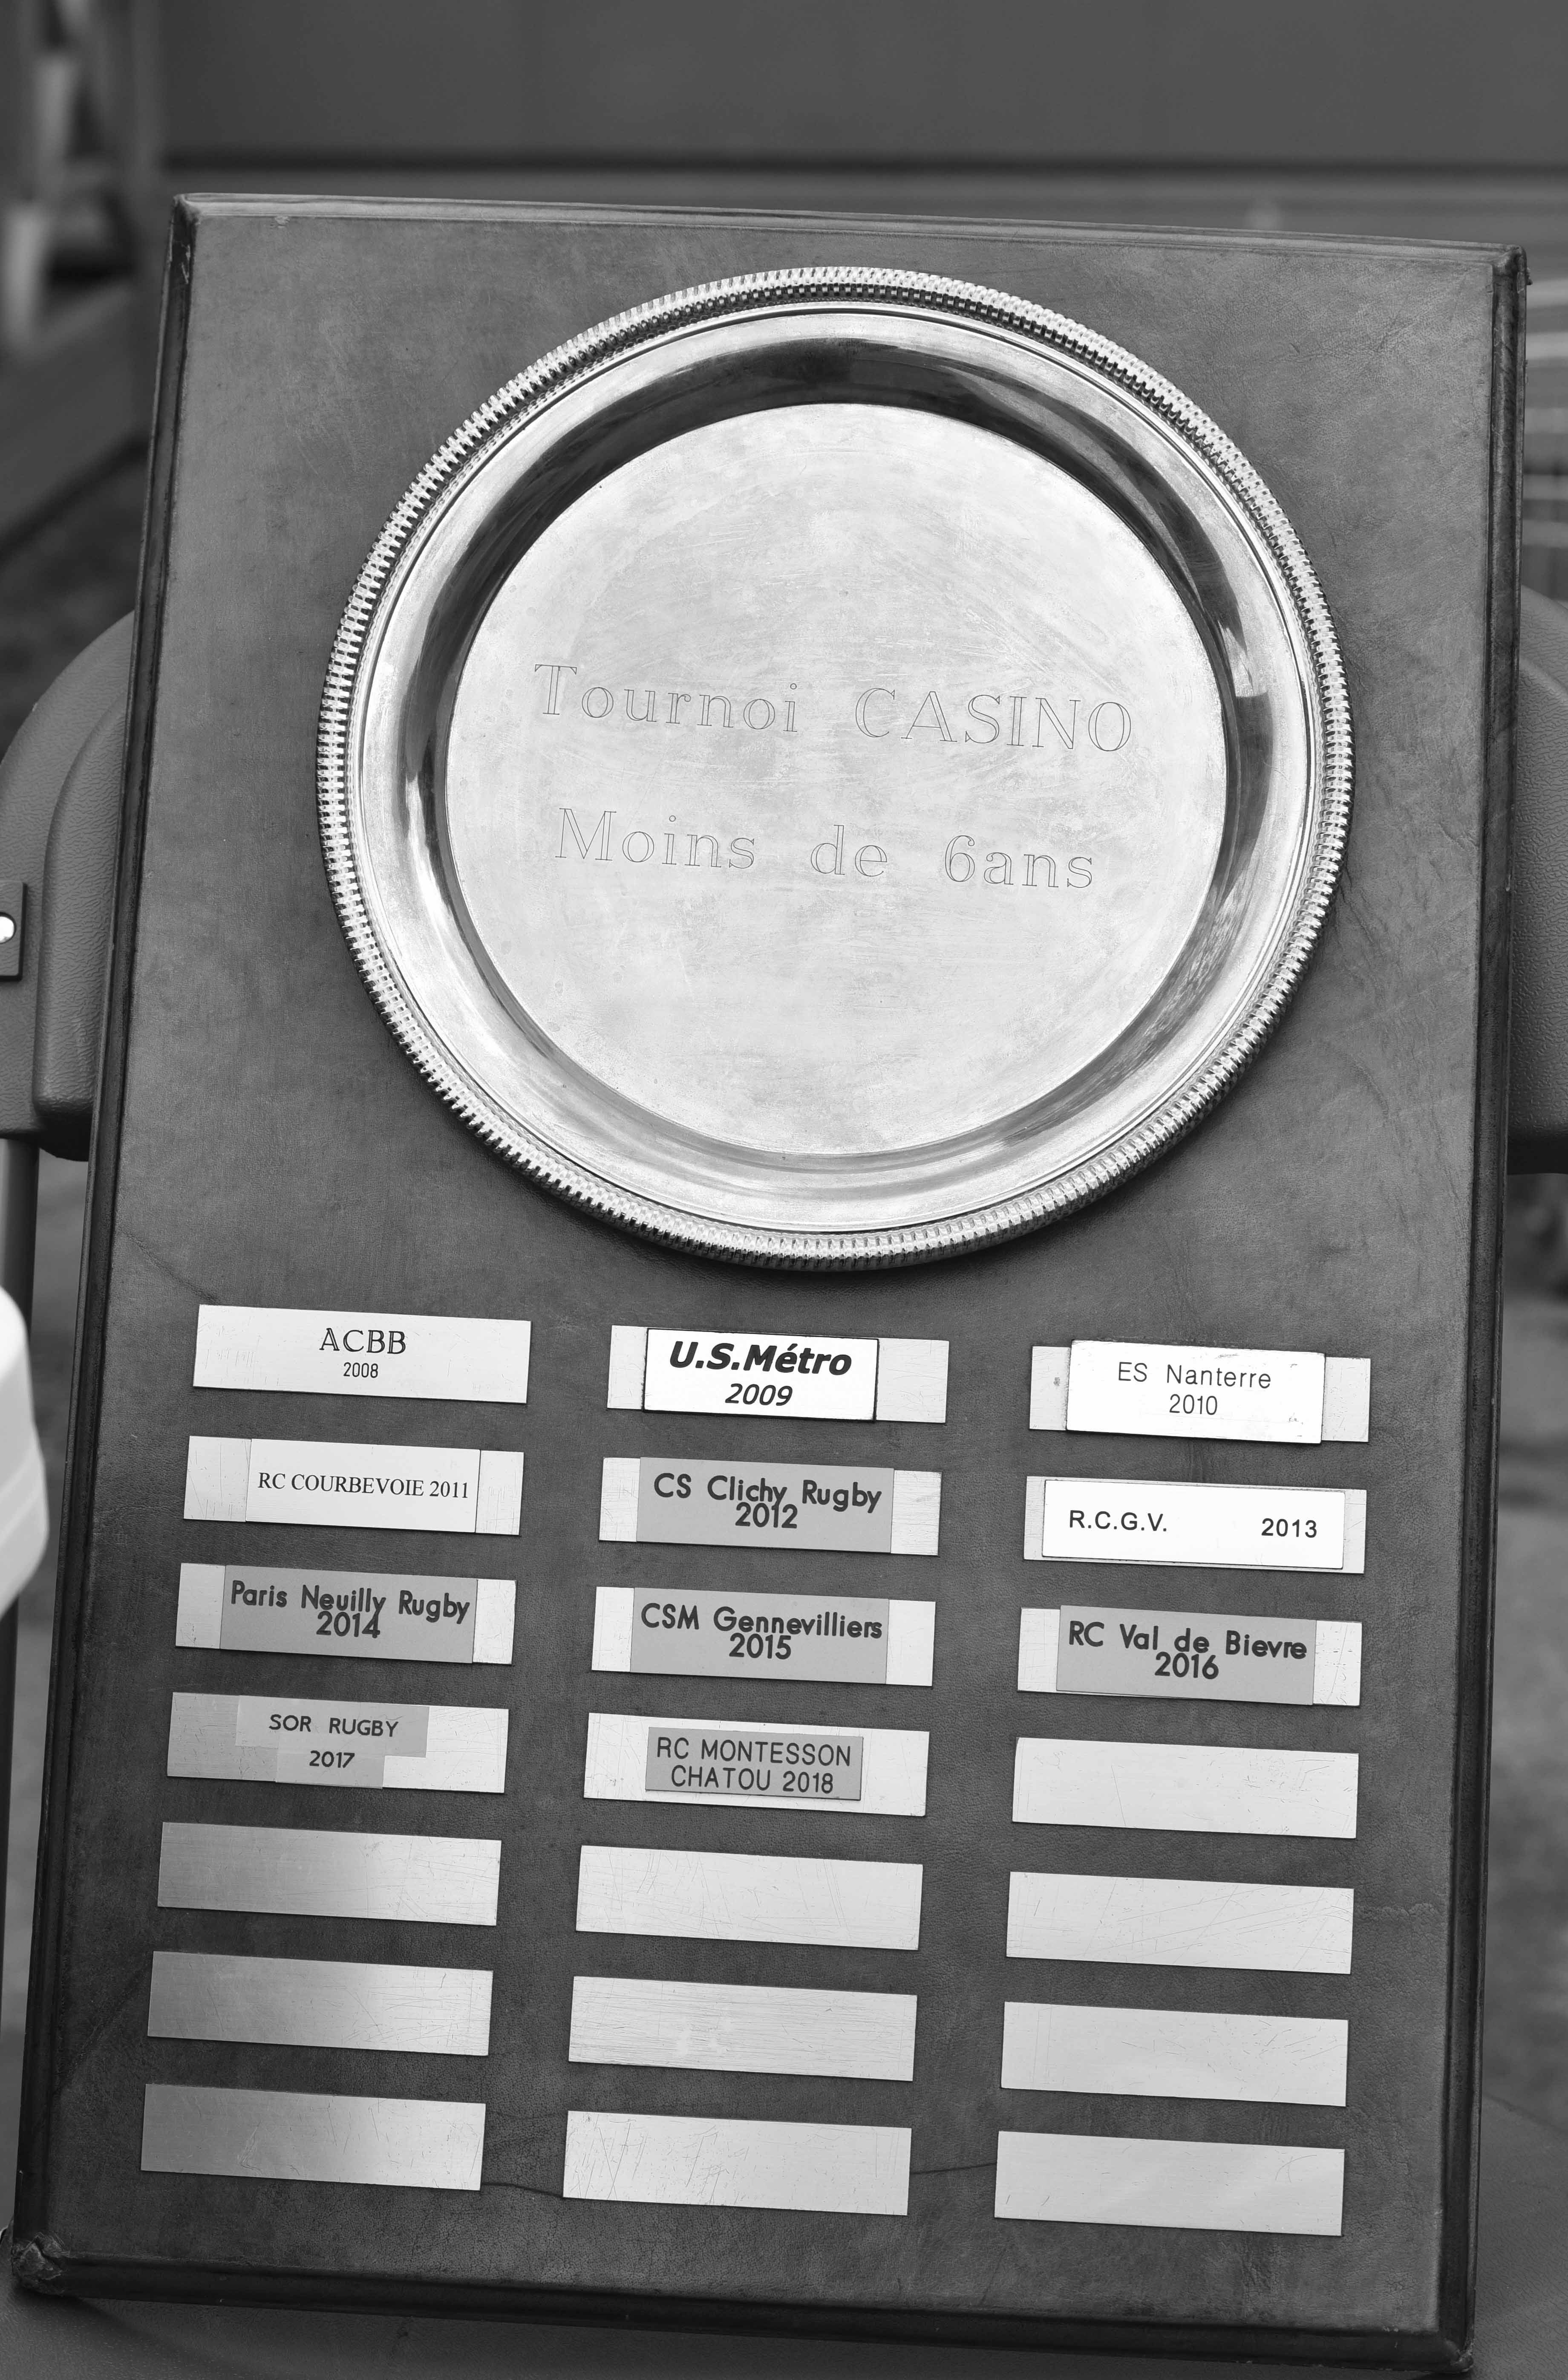 Tournoi CASINO
Moins de 6ans
ACBB
2008
U.S.Métro
2009
ES Nanterre
2010
RC COURBEVOIE 2011
CS Clichy Rugby
2012
R.C.G.V. 2013
Paris Neuilly Rugby
2014
CSM Gennevilliers
2015
RC Val de Bievre
2016
SOR RUGBY
2017
RC MONTESSON
CHATOU 2018